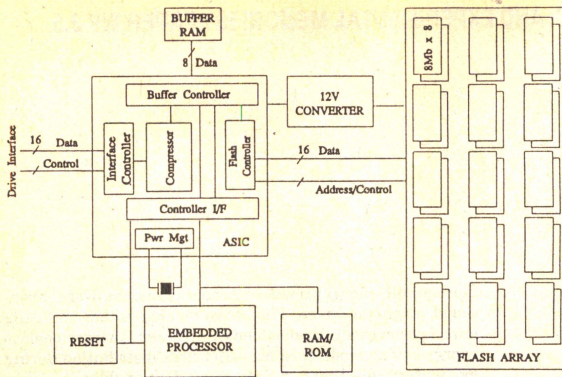 BUFFER
RAM
8 Data
8Mb x 8
Buffer Controller
12V
CONVERTER
Drive Interface
16 Data
Control
Interface
Controller
Compressor
Flash
Controller
16 Data
Address/Control
Controller I/F
Pwr Mgt
ASIC
RESET
EMBEDDED
PROCESSOR
RAM/
ROM
FLASH ARRAY